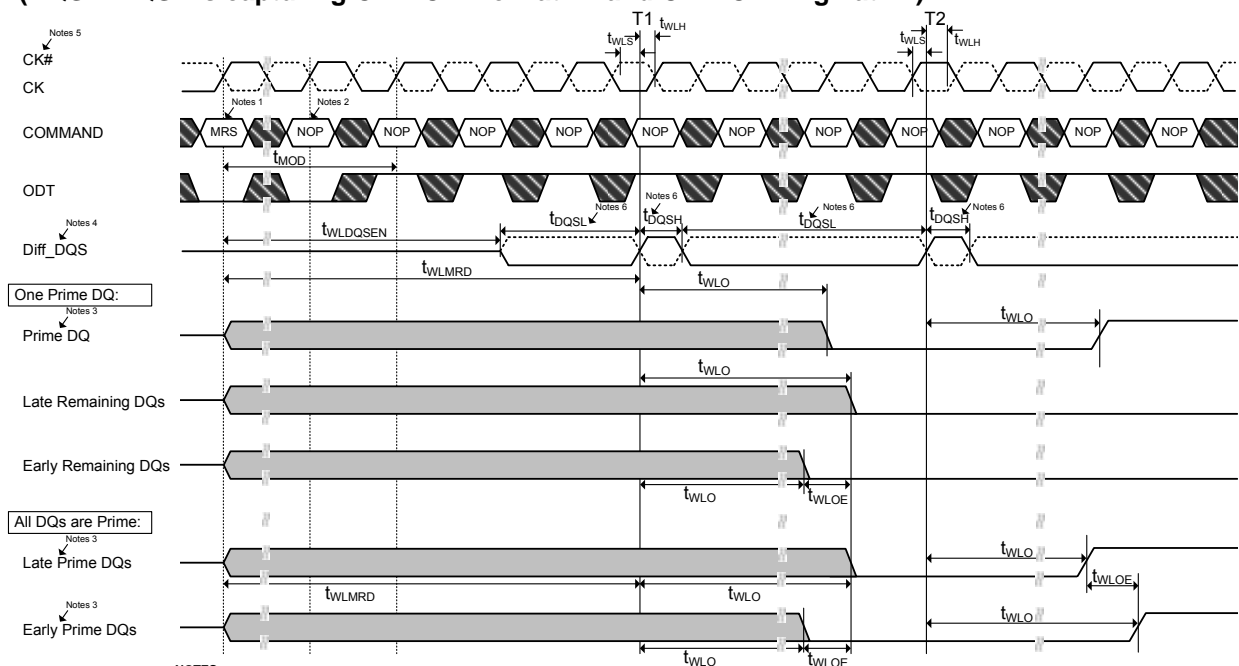 is capturing
T1
T2
Notes 5
tWLS
tWLH
tWLS
tWLH
CK#
CK
Notes 1
Notes 2
COMMAND
MRS NOP NOP NOP NOP NOP NOP NOP NOP NOP NOP NOP
tMOD
ODT
Notes 4
Notes 6
Notes 6
Notes 6
Notes 6
tDQSL
tDQSH
tDQSL
tDQSH
tWLDQSEN
Diff_DQS
tWLMRD
tWLO
One Prime DQ:
Notes 3
Prime DQ
tWLO
tWLO
Late Remaining DQs
Early Remaining DQs
tWLO
tWLOE
All DQs are Prime:
Notes 3
Late Prime DQs
tWLO
tWLOE
tWLMRD
tWLO
Notes 3
Early Prime DQs
tWLO
tWLO
tWLOE
NOTES